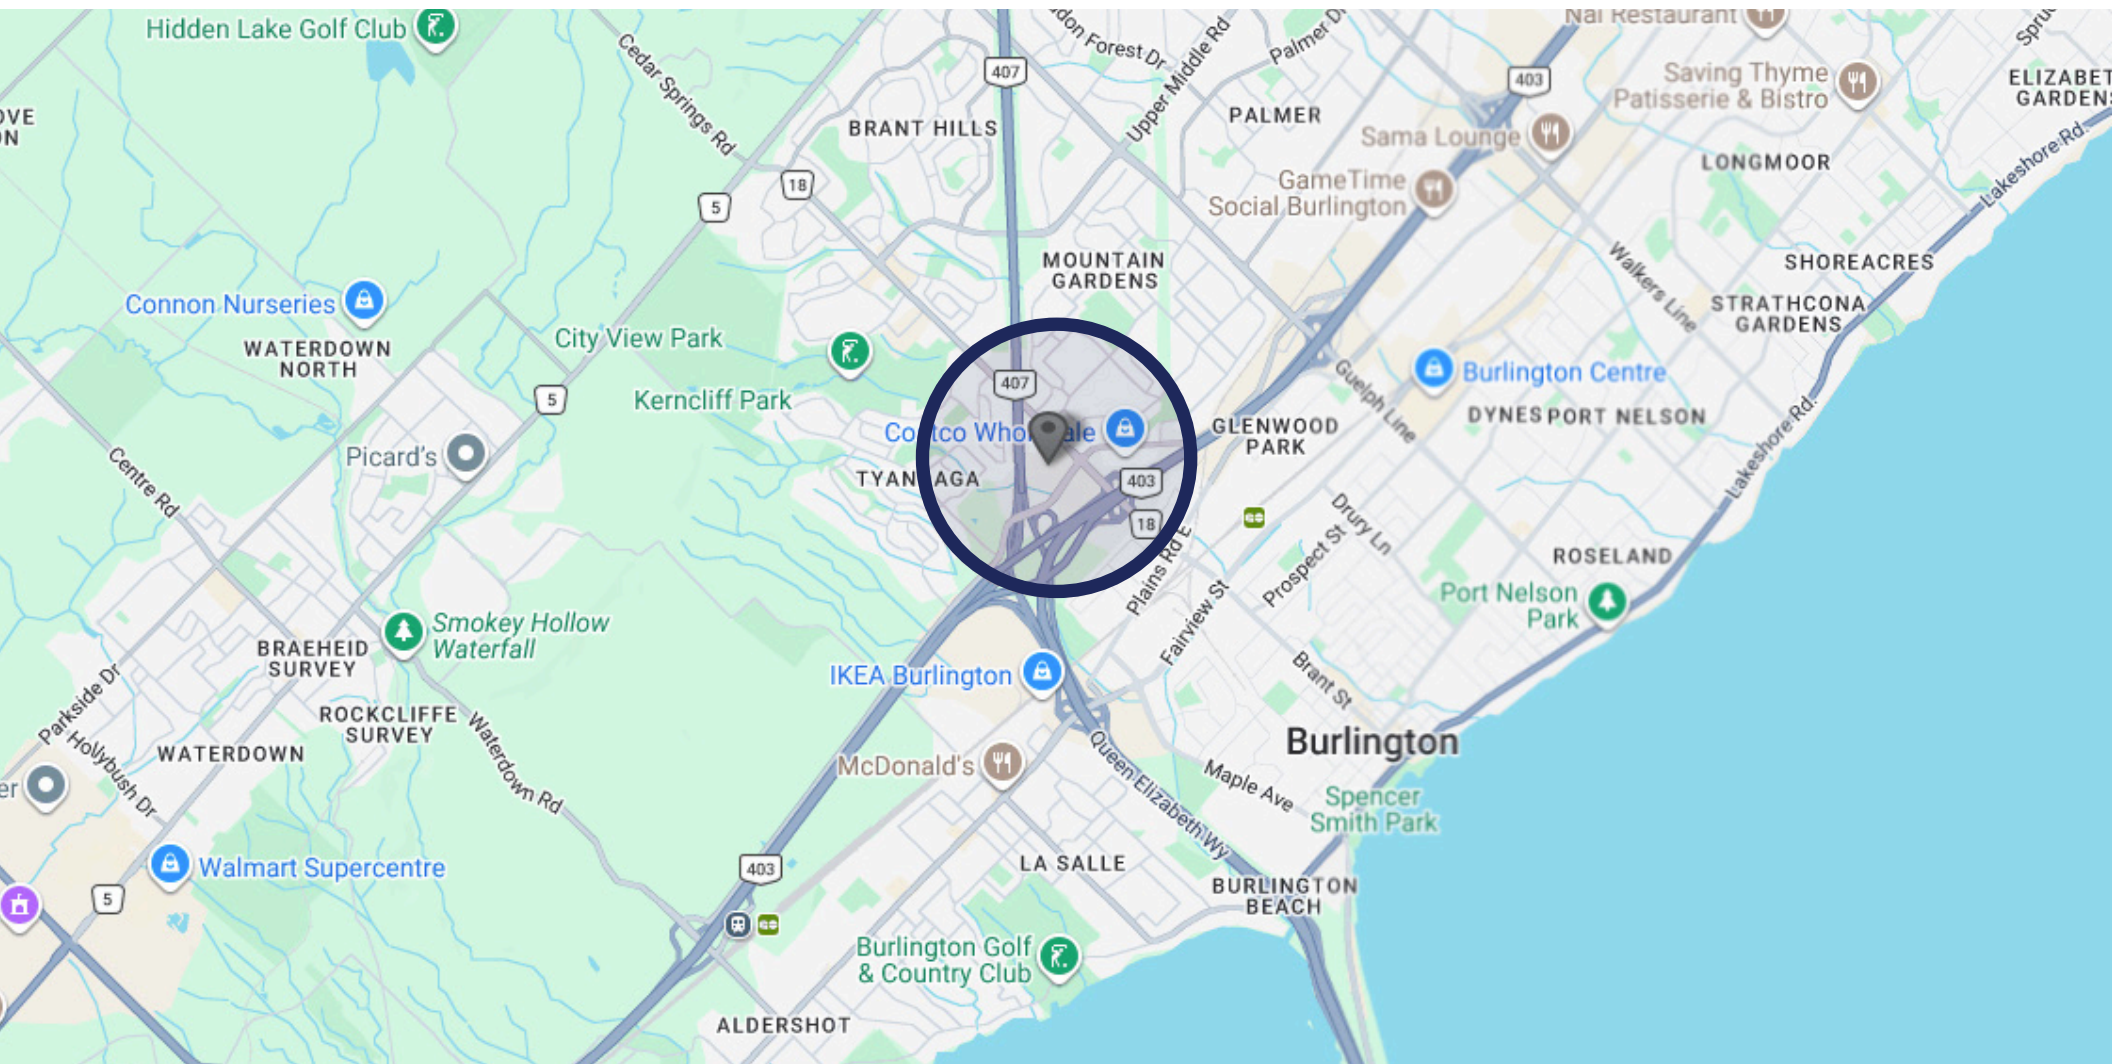 Hidden Lake Golf Club
Cedar Springs Rd
407
Forest Dr
Upper Middle Rd
Palmer Dr
Nai Restaurant
403
Saving Thyme
Patisserie & Bistro
BRANT HILLS
PALMER
Sama Lounge
LONGMOOR
Lakeshore Rd.
18
5
GameTime
Social Burlington
Walkers Line
SHOREACRES
MOUNTAIN
GARDENS
STRATHCONA
GARDENS
Connon Nurseries
WATERDOWN
NORTH
City View Park
Kerncliff Park
5
407
Guelph Line
Burlington Centre
DYNES
PORT NELSON
GLENWOOD
PARK
Lakeshore Rd.
Picard's
Centre Rd
403
18
Drury Ln
Prospect St
Plains Rd E
Fairview St
ROSELAND
Port Nelson
Park
Smokey Hollow
Waterfall
BRAEHEID
SURVEY
Parkside Dr
IKEA Burlington
Brant St
ROCKCLIFFE
SURVEY
Waterdown Rd
Hollybush Dr
WATERDOWN
Burlington
McDonald's
Queen Elizabeth Wy
Maple Ave
Spencer
Smith Park
Walmart Supercentre
403
LA SALLE
BURLINGTON
BEACH
5
GO
GO
Burlington Golf
& Country Club
ALDERSHOT